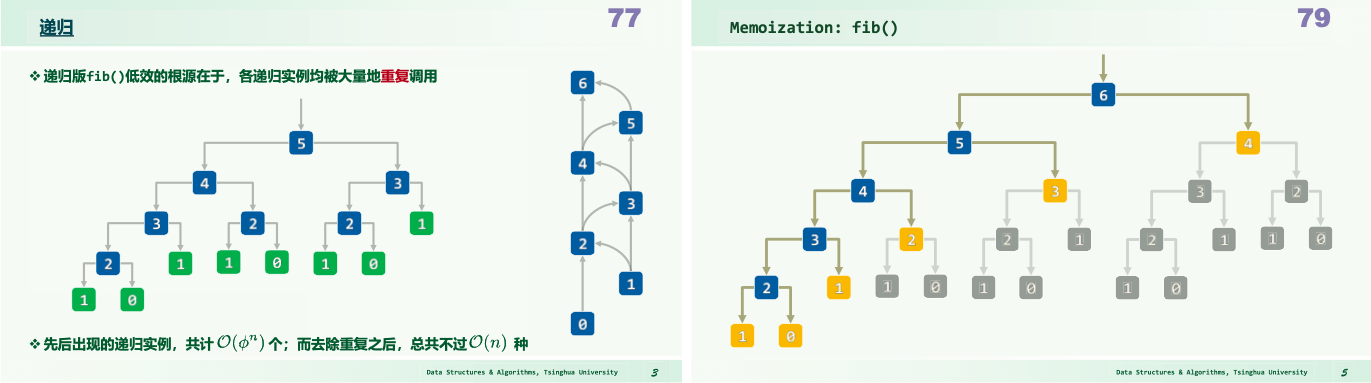 递归
77
❖ 递归版fib()低效的根源在于，各递归实例均被大量地重复调用
5
4 3
3 2 2 1
2 1 1 0 1 0
1 0
6
5
4
3
2
1
0
❖ 先后出现的递归实例，共计 𝒪(ϕⁿ) 个；而去除重复之后，总共不过 𝒪(n) 种
Data Structures & Algorithms, Tsinghua University 3
Memoization: fib()
79
6
5 4
4 3 3 2
3 2 2 1 2 1 1 0
2 1 1 0 1 0 1 0
1 0
Data Structures & Algorithms, Tsinghua University 5